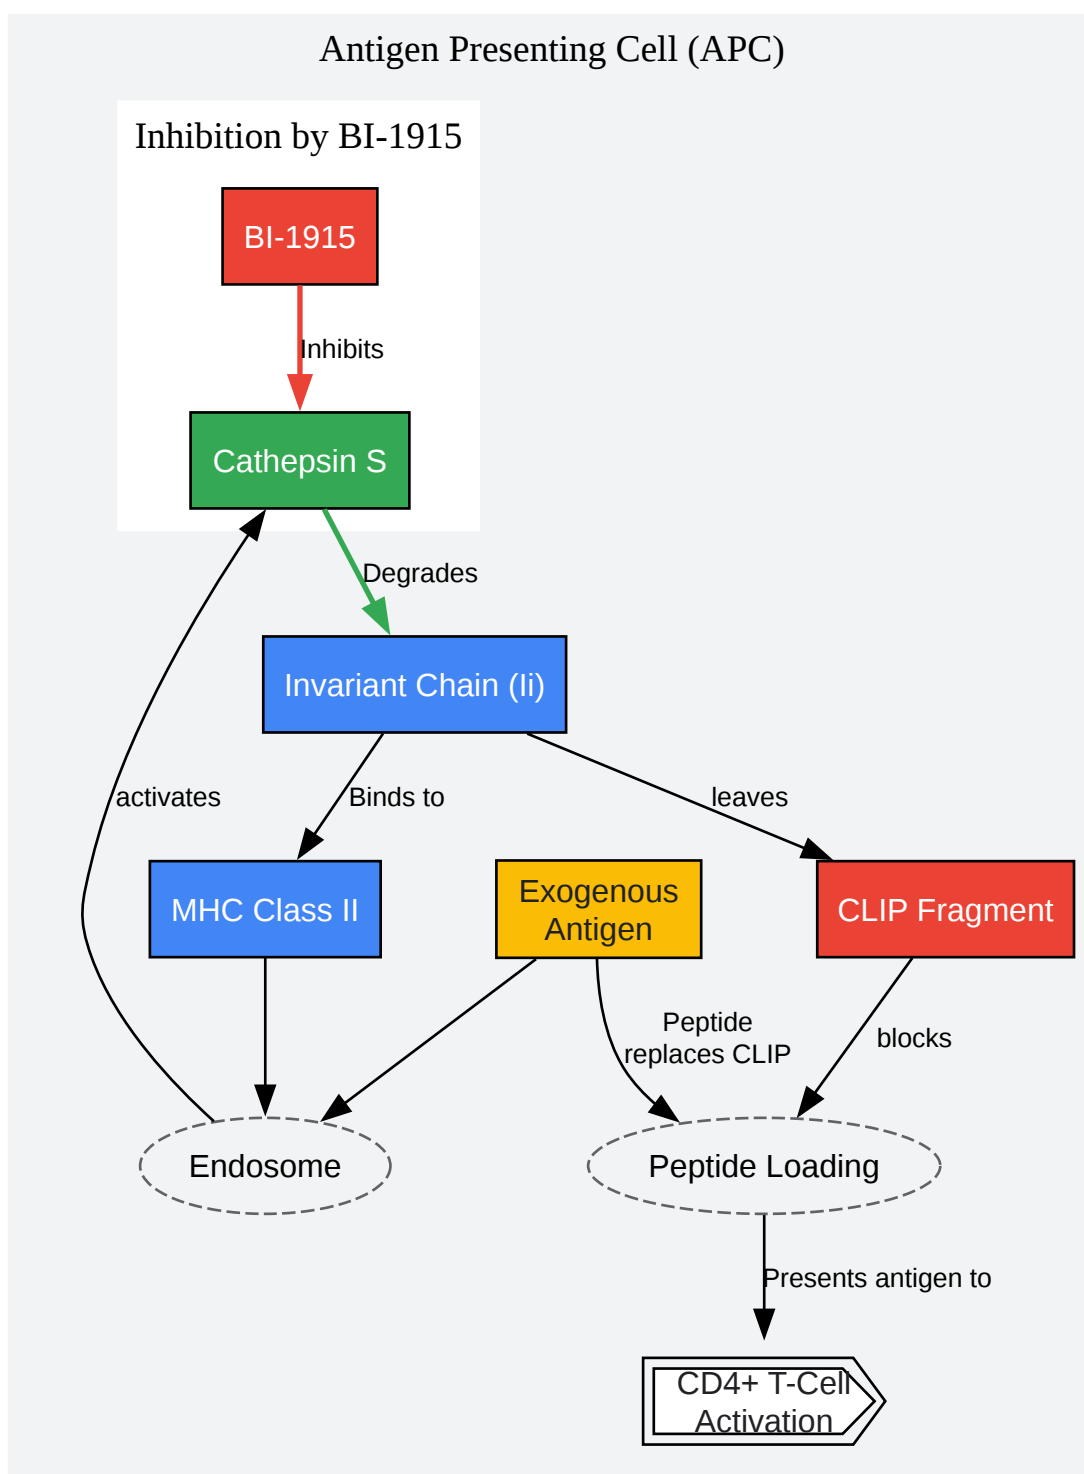 Antigen Presenting Cell (APC)
Inhibition by BI-1915
BI-1915
Inhibits
Cathepsin S
Degrades
Invariant Chain (Ii)
activates
Binds to
leaves
MHC Class II
Exogenous
Antigen
CLIP Fragment
Peptide
replaces CLIP
blocks
Endosome
Peptide Loading
Presents antigen to
CD4+ T-Cell
Activation